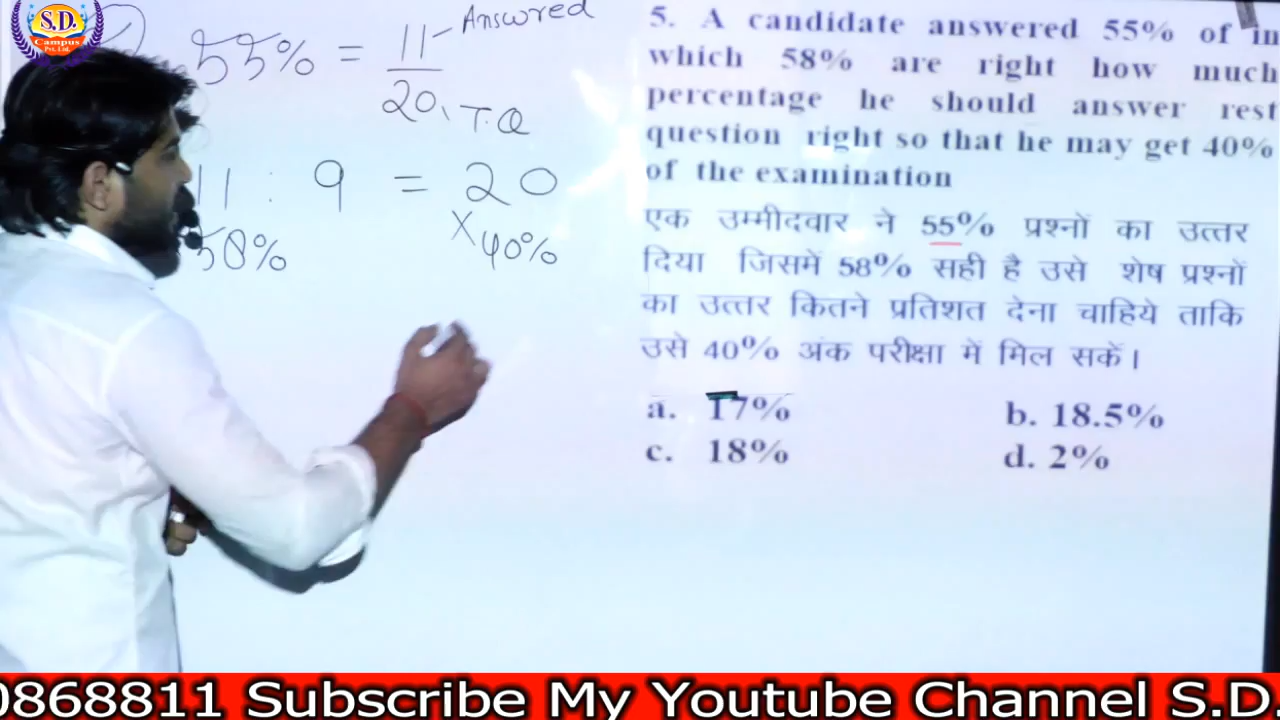 S.D.
Campus
Pvt. Ltd.
55% = 11 - Answered
20, T.Q
11 : 9 = 20
58% × 40%
5. A candidate answered 55% of in
which 58% are right how much
percentage he should answer rest
question right so that he may get 40%
of the examination
एक उम्मीदवार ने 55% प्रश्नों का उत्तर
दिया जिसमें 58% सही है उसे शेष प्रश्नों
का उत्तर कितने प्रतिशत देना चाहिये ताकि
उसे 40% अंक परीक्षा में मिल सकें।
a. 17% b. 18.5%
c. 18% d. 2%
0868811 Subscribe My Youtube Channel S.D.